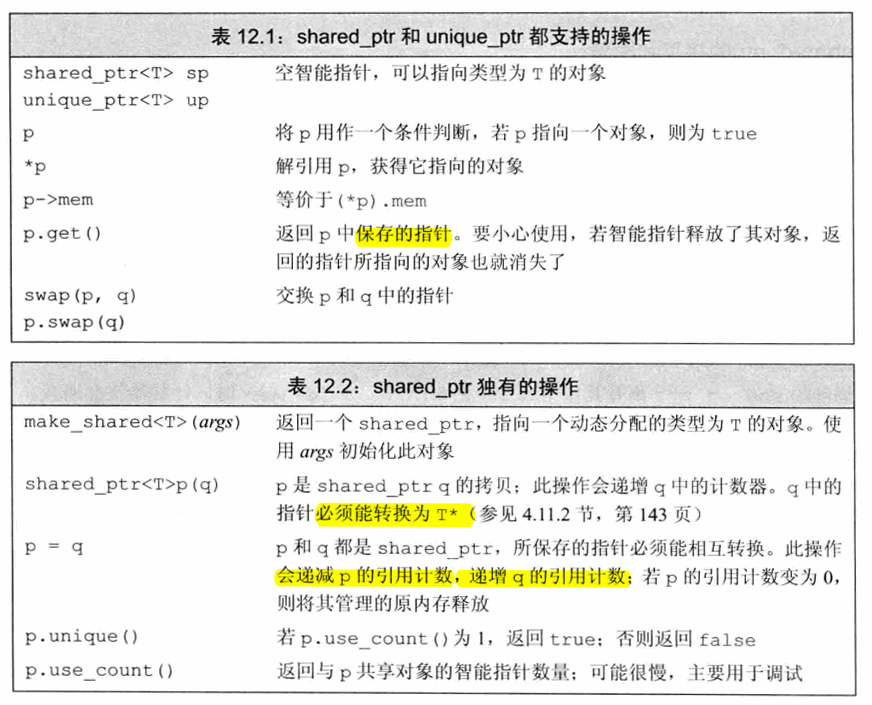 表 12.1：shared_ptr 和 unique_ptr 都支持的操作
shared_ptr<T> sp 空智能指针，可以指向类型为 T 的对象
unique_ptr<T> up
p 将 p 用作一个条件判断，若 p 指向一个对象，则为 true
*p 解引用 p，获得它指向的对象
p->mem 等价于(*p).mem
p.get() 返回 p 中保存的指针。要小心使用，若智能指针释放了其对象，返
回的指针所指向的对象也就消失了
swap(p, q) 交换 p 和 q 中的指针
p.swap(q)
表 12.2：shared_ptr 独有的操作
make_shared<T>(args) 返回一个 shared_ptr，指向一个动态分配的类型为 T 的对象。使
用 args 初始化此对象
shared_ptr<T>p(q) p 是 shared_ptr q 的拷贝；此操作会递增 q 中的计数器。q 中的
指针必须能转换为 T*（参见 4.11.2 节，第 143 页）
p = q p 和 q 都是 shared_ptr，所保存的指针必须能相互转换。此操作
会递减 p 的引用计数，递增 q 的引用计数；若 p 的引用计数变为 0，
则将其管理的原内存释放
p.unique() 若 p.use_count()为 1，返回 true；否则返回 false
p.use_count() 返回与 p 共享对象的智能指针数量；可能很慢，主要用于调试